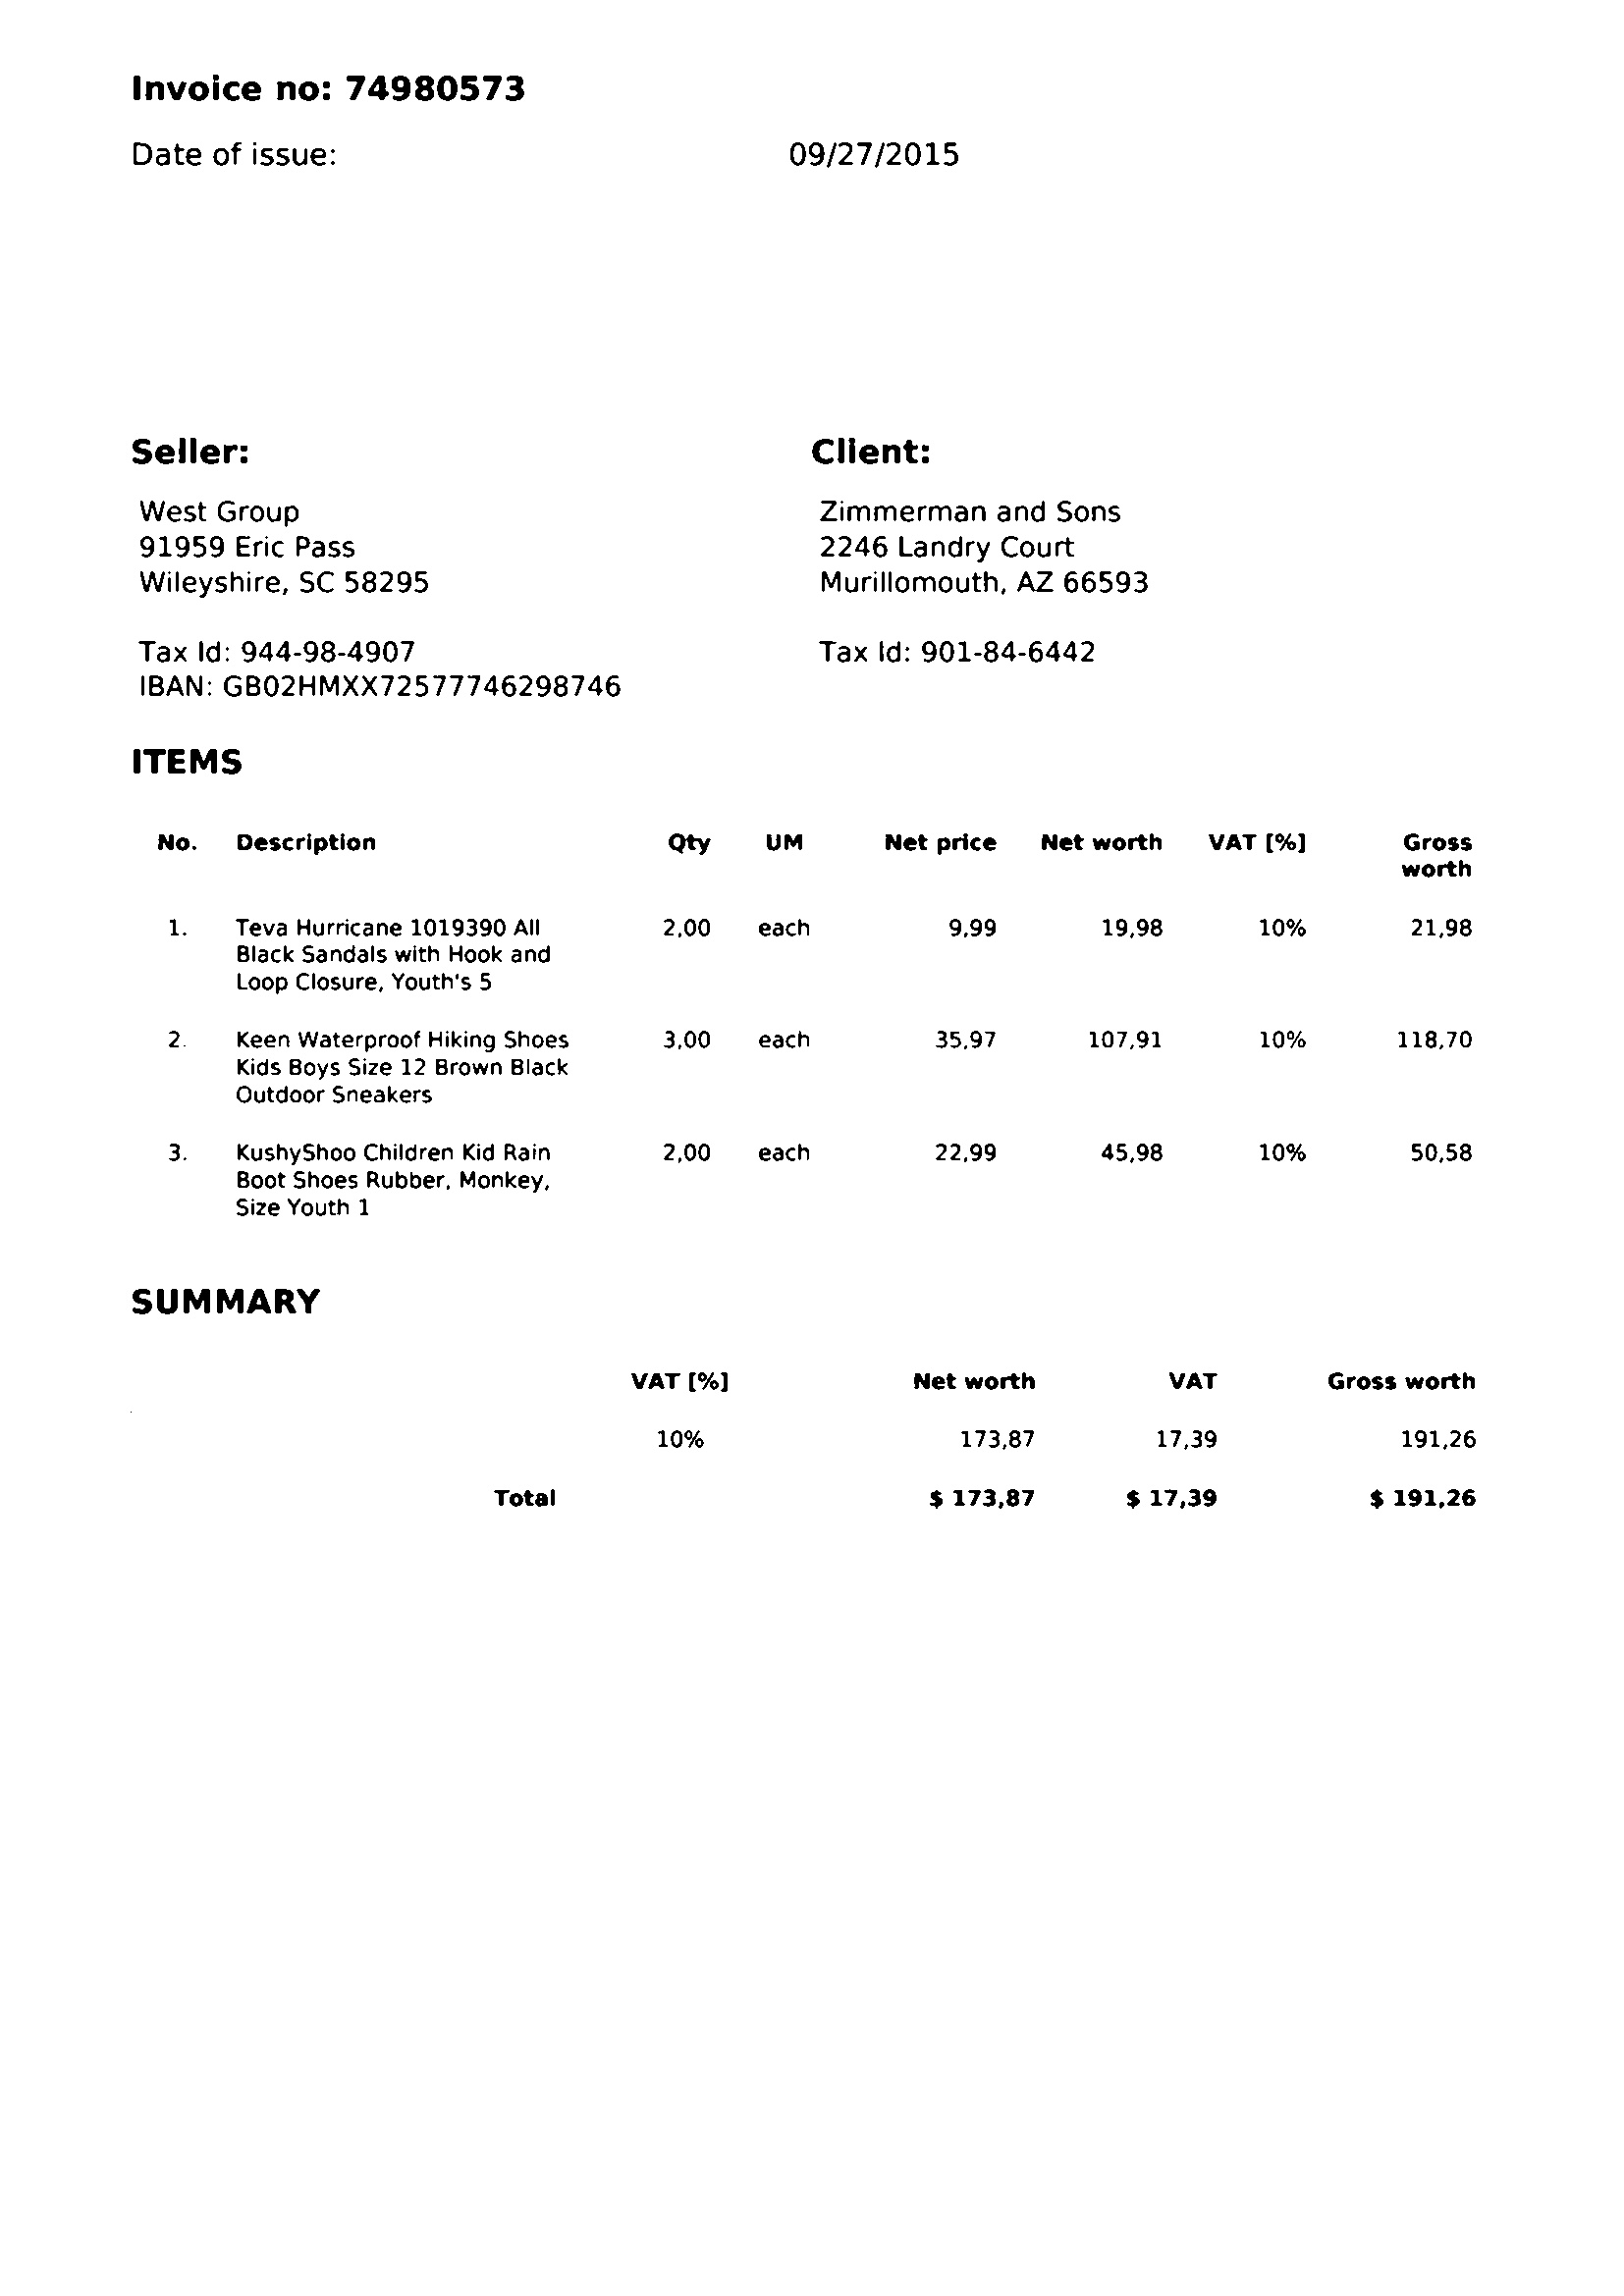 Invoice no: 74980573
Date of issue: 09/27/2015
Seller: Client:
West Group Zimmerman and Sons
91959 Eric Pass 2246 Landry Court
Wileyshire, SC 58295 Murillomouth, AZ 66593
Tax Id: 944-98-4907 Tax Id: 901-84-6442
IBAN: GB02HMXX72577746298746
ITEMS
No. Description Qty UM Net price Net worth VAT [%] Gross
worth
1. Teva Hurricane 1019390 All 2,00 each 9,99 19,98 10% 21,98
Black Sandals with Hook and
Loop Closure, Youth's 5
2. Keen Waterproof Hiking Shoes 3,00 each 35,97 107,91 10% 118,70
Kids Boys Size 12 Brown Black
Outdoor Sneakers
3. KushyShoo Children Kid Rain 2,00 each 22,99 45,98 10% 50,58
Boot Shoes Rubber, Monkey,
Size Youth 1
SUMMARY
VAT [%] Net worth VAT Gross worth
10% 173,87 17,39 191,26
Total $ 173,87 $ 17,39 $ 191,26